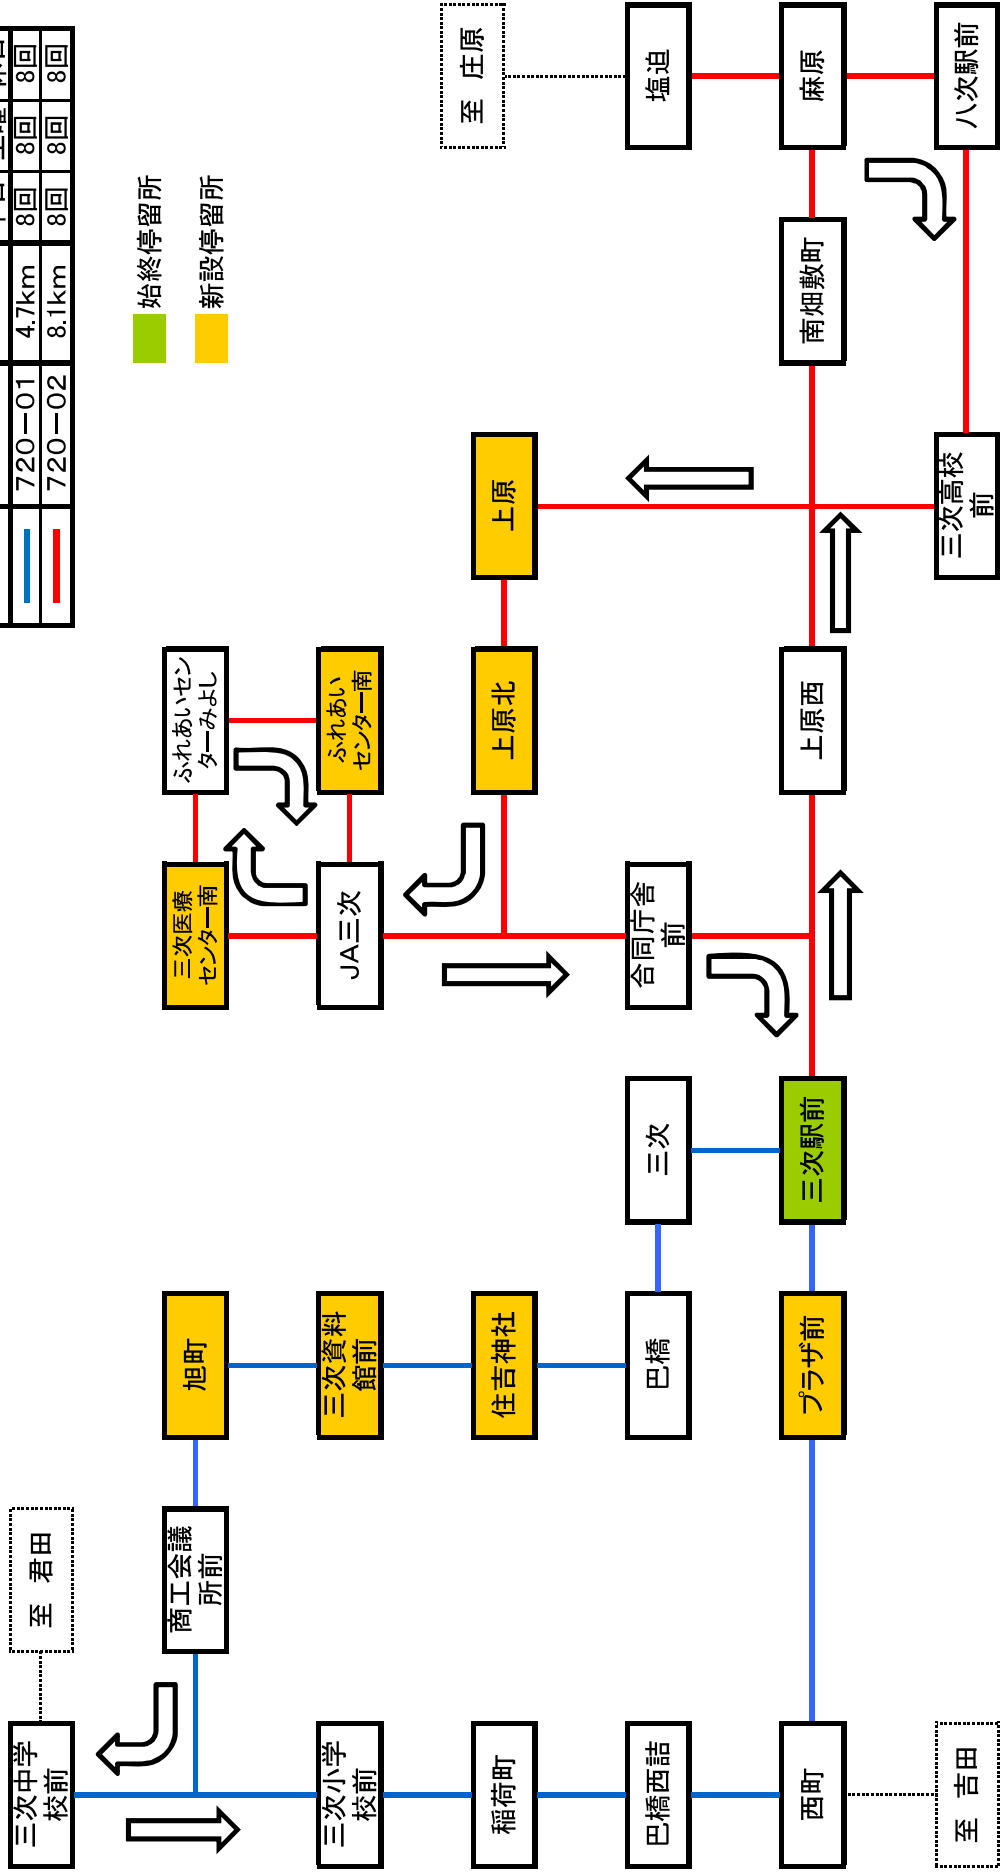 720-01 4.7km 8回 8回 8回
720-02 8.1km 8回 8回 8回
始終停留所
新設停留所
三次中学
校前
至 君田
商工会議
所前
旭町
三次医療
センター南
ふれあいセン
ターみよし
三次小学
校前
三次資料
館前
JA三次
ふれあい
センター南
稲荷町
住吉神社
上原北
上原
至 庄原
巴橋西詰
巴橋
三次
合同庁舎
前
塩迫
西町
プラザ前
三次駅前
上原西
南畑敷町
麻原
至 吉田
三次高校
前
八次駅前